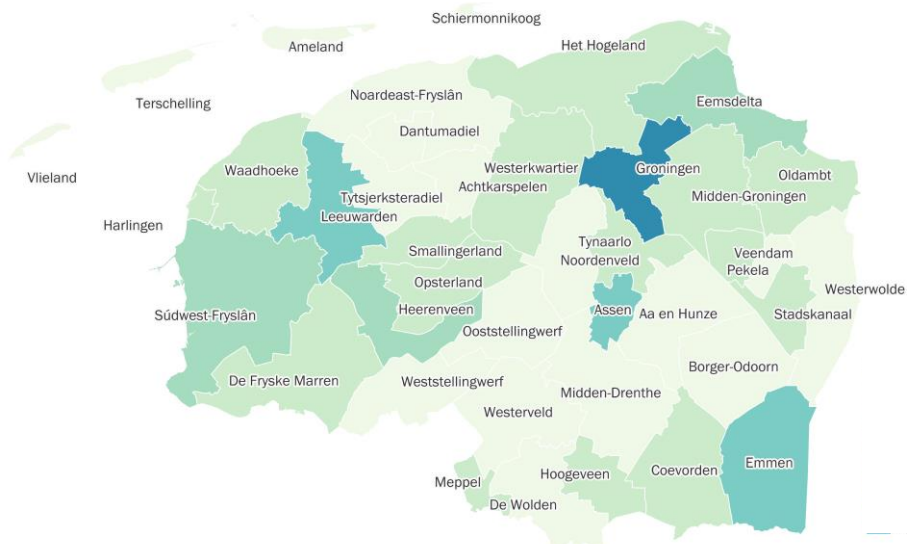 Schiermonnikoog
Ameland
Het Hogeland
Terschelling
Noardeast-Fryslân
Eemsdelta
Dantumadiel
Vlieland
Waadhoeke
Westerkwartier
Groningen
Oldambt
Tytsjerksteradiel
Achtkarspelen
Midden-Groningen
Harlingen
Leeuwarden
Smallingerland
Tynaarlo
Veendam
Noordenveld
Pekela
Opsterland
Westerwolde
Súdwest-Fryslân
Heerenveen
Assen
Aa en Hunze
Stadskanaal
Ooststellingwerf
Borger-Odoorn
De Fryske Marren
Weststellingwerf
Midden-Drenthe
Westerveld
Emmen
Meppel
Hoogeveen
Coevorden
De Wolden